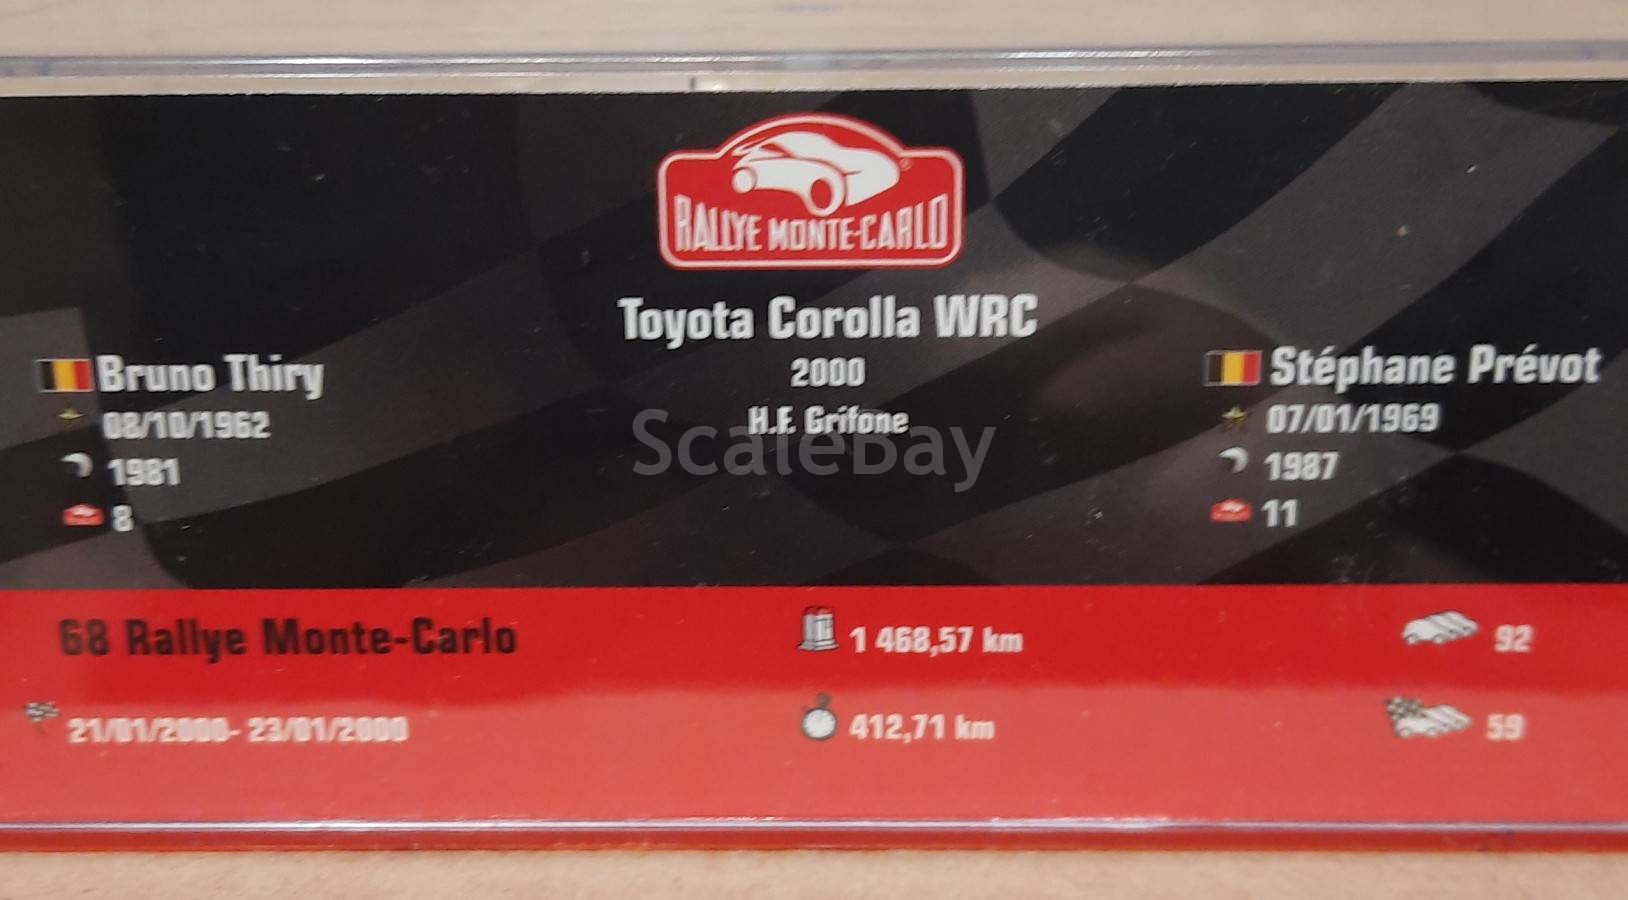 RALLYE MONTE-CARLO
Toyota Corolla WRC
2000
H.F. Grifone
Bruno Thiry
08/10/1962
1981
8
Stéphane Prévot
07/01/1969
1987
11
ScaleBay
68 Rallye Monte-Carlo
1 468,57 km
92
21/01/2000- 23/01/2000
412,71 km
59